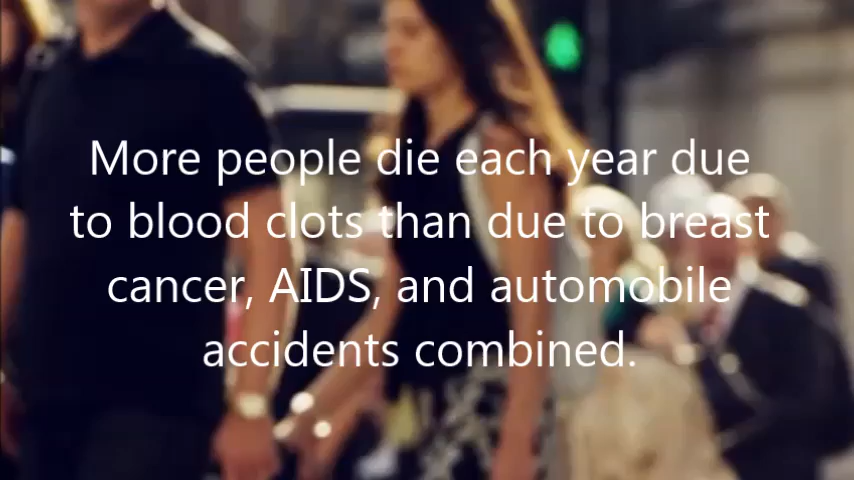 More people die each year due
to blood clots than due to breast
cancer, AIDS, and automobile
accidents combined.